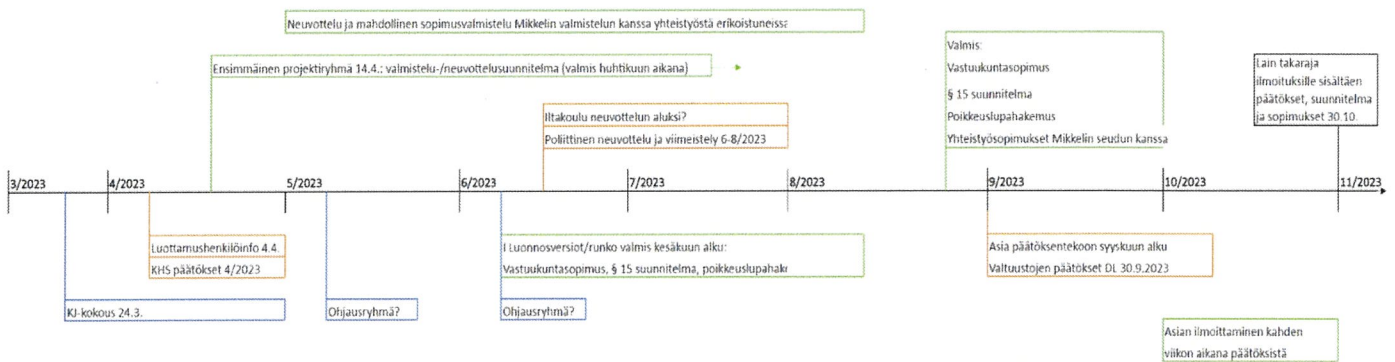 Neuvottelu ja mahdollinen sopimusvalmistelu Mikkelin valmistelun kanssa yhteistyöstä erikoistuneissa
Ensimmäinen projektiryhmä 14.4.: valmistelu-/neuvottelusuunnitelma (valmis huhtikuun aikana)
Iltakoulu neuvottelun aluksi?
Poliittinen neuvottelu ja viimeistely 6-8/2023
Valmis:
Vastuukuntasopimus
§ 15 suunnitelma
Poikkeuslupahakemus
Yhteistyösopimukset Mikkelin seudun kanssa
Lain takaraja
ilmoituksille sisältäen
päätökset, suunnitelma
ja sopimukset 30.10.
3/2023
4/2023
5/2023
6/2023
7/2023
8/2023
9/2023
10/2023
11/2023
Luottamushenkilöinfo 4.4.
KHS päätökset 4/2023
KJ-kokous 24.3.
Ohjausryhmä?
I Luonnosversiot/runko valmis kesäkuun alku:
Vastuukuntasopimus, § 15 suunnitelma, poikkeuslupahak
Ohjausryhmä?
Asia päätöksentekoon syyskuun alku
Valtuustojen päätökset DL 30.9.2023
Asian ilmoittaminen kahden
viikon aikana päätöksistä